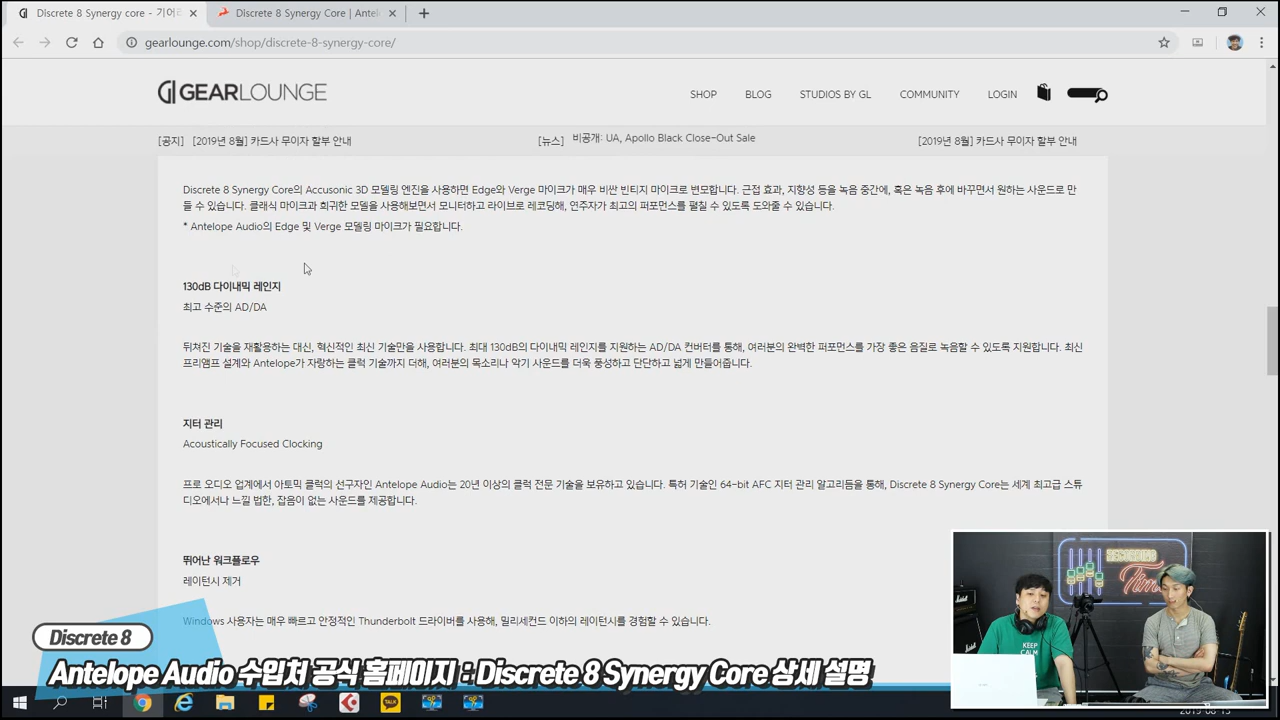 Discrete 8 Synergy core - 기어라
Discrete 8 Synergy Core | Antel
gearlounge.com/shop/discrete-8-synergy-core/
GEARLOUNGE
SHOP
BLOG
STUDIOS BY GL
COMMUNITY
LOGIN
[공지] [2019년 8월] 카드사 무이자 할부 안내
[뉴스] 비공개: UA, Apollo Black Close-Out Sale
[2019년 8월] 카드사 무이자 할부 안내
Discrete 8 Synergy Core의 Accusonic 3D 모델링 엔진을 사용하면 Edge와 Verge 마이크가 매우 비싼 빈티지 마이크로 변모합니다. 근접 효과, 지향성 등을 녹음 중간에, 혹은 녹음 후에 바꾸면서 원하는 사운드로 만
들 수 있습니다. 클래식 마이크과 희귀한 모델을 사용해보면서 모니터하고 라이브로 레코딩해, 연주자가 최고의 퍼포먼스를 펼칠 수 있도록 도와줄 수 있습니다.
* Antelope Audio의 Edge 및 Verge 모델링 마이크가 필요합니다.
130dB 다이내믹 레인지
최고 수준의 AD/DA
뒤쳐진 기술을 재활용하는 대신, 혁신적인 최신 기술만을 사용합니다. 최대 130dB의 다이내믹 레인지를 지원하는 AD/DA 컨버터를 통해, 여러분의 완벽한 퍼포먼스를 가장 좋은 음질로 녹음할 수 있도록 지원합니다. 최신
프리앰프 설계와 Antelope가 자랑하는 클럭 기술까지 더해, 여러분의 목소리나 악기 사운드를 더욱 풍성하고 단단하고 넓게 만들어줍니다.
지터 관리
Acoustically Focused Clocking
프로 오디오 업계에서 아토믹 클럭의 선구자인 Antelope Audio는 20년 이상의 클럭 전문 기술을 보유하고 있습니다. 특허 기술인 64-bit AFC 지터 관리 알고리듬을 통해, Discrete 8 Synergy Core는 세계 최고급 스튜
디오에서나 느낄 법한, 잡음이 없는 사운드를 제공합니다.
뛰어난 워크플로우
레이턴시 제거
Windows 사용자는 매우 빠르고 안정적인 Thunderbolt 드라이버를 사용해, 밀리세컨드 이하의 레이턴시를 경험할 수 있습니다.
RECORDING
Time
KEEP
CALM
Discrete 8
Antelope Audio 수입처 공식 홈페이지 : Discrete 8 Synergy Core 상세 설명
TALK
2019-08-13